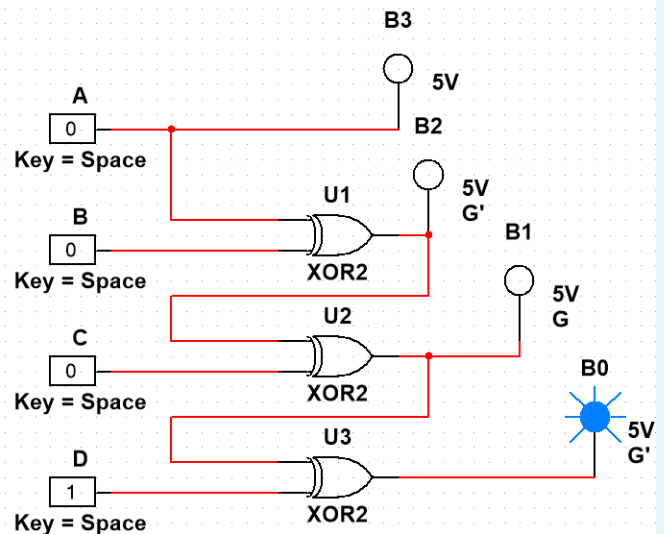 B3
5V
A
0
Key = Space
B2
5V
G'
U1
B
0
Key = Space
XOR2
B1
5V
G
U2
C
0
Key = Space
XOR2
B0
5V
G'
U3
D
1
Key = Space
XOR2